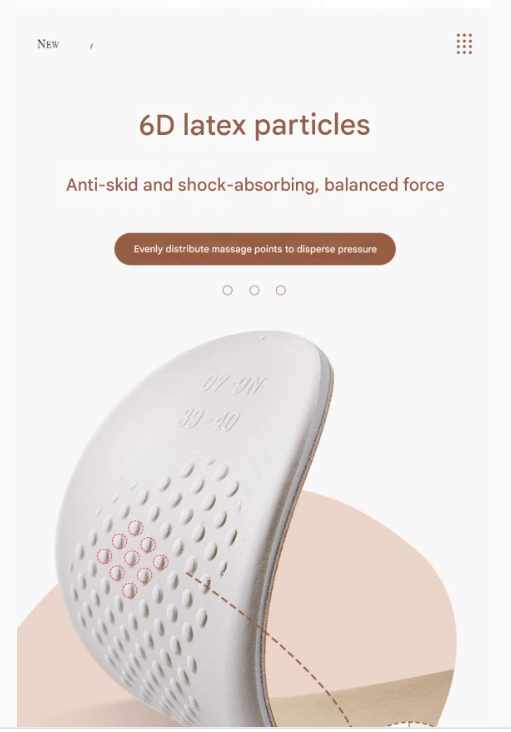 NEW /
6D latex particles
Anti-skid and shock-absorbing, balanced force
Evenly distribute massage points to disperse pressure
39-40